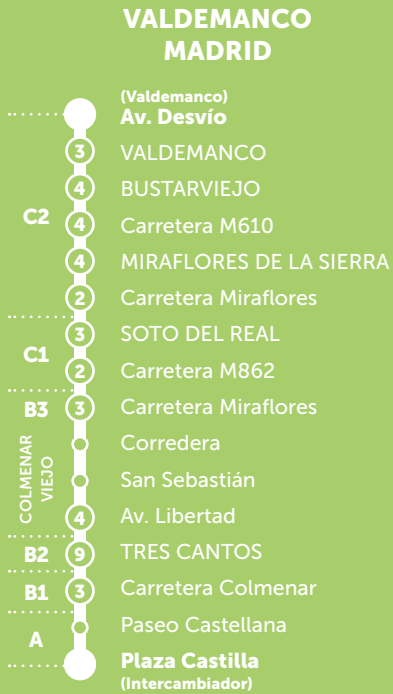 VALDEMANCO
MADRID
(Valdemanco)
Av. Desvío
3 VALDEMANCO
4 BUSTARVIEJO
C2
4 Carretera M610
4 MIRAFLORES DE LA SIERRA
2 Carretera Miraflores
3 SOTO DEL REAL
C1
2 Carretera M862
B3 3 Carretera Miraflores
COLMENAR
VIEJO
Corredera
San Sebastián
4 Av. Libertad
B2 9 TRES CANTOS
B1 3 Carretera Colmenar
Paseo Castellana
A
Plaza Castilla
(Intercambiador)